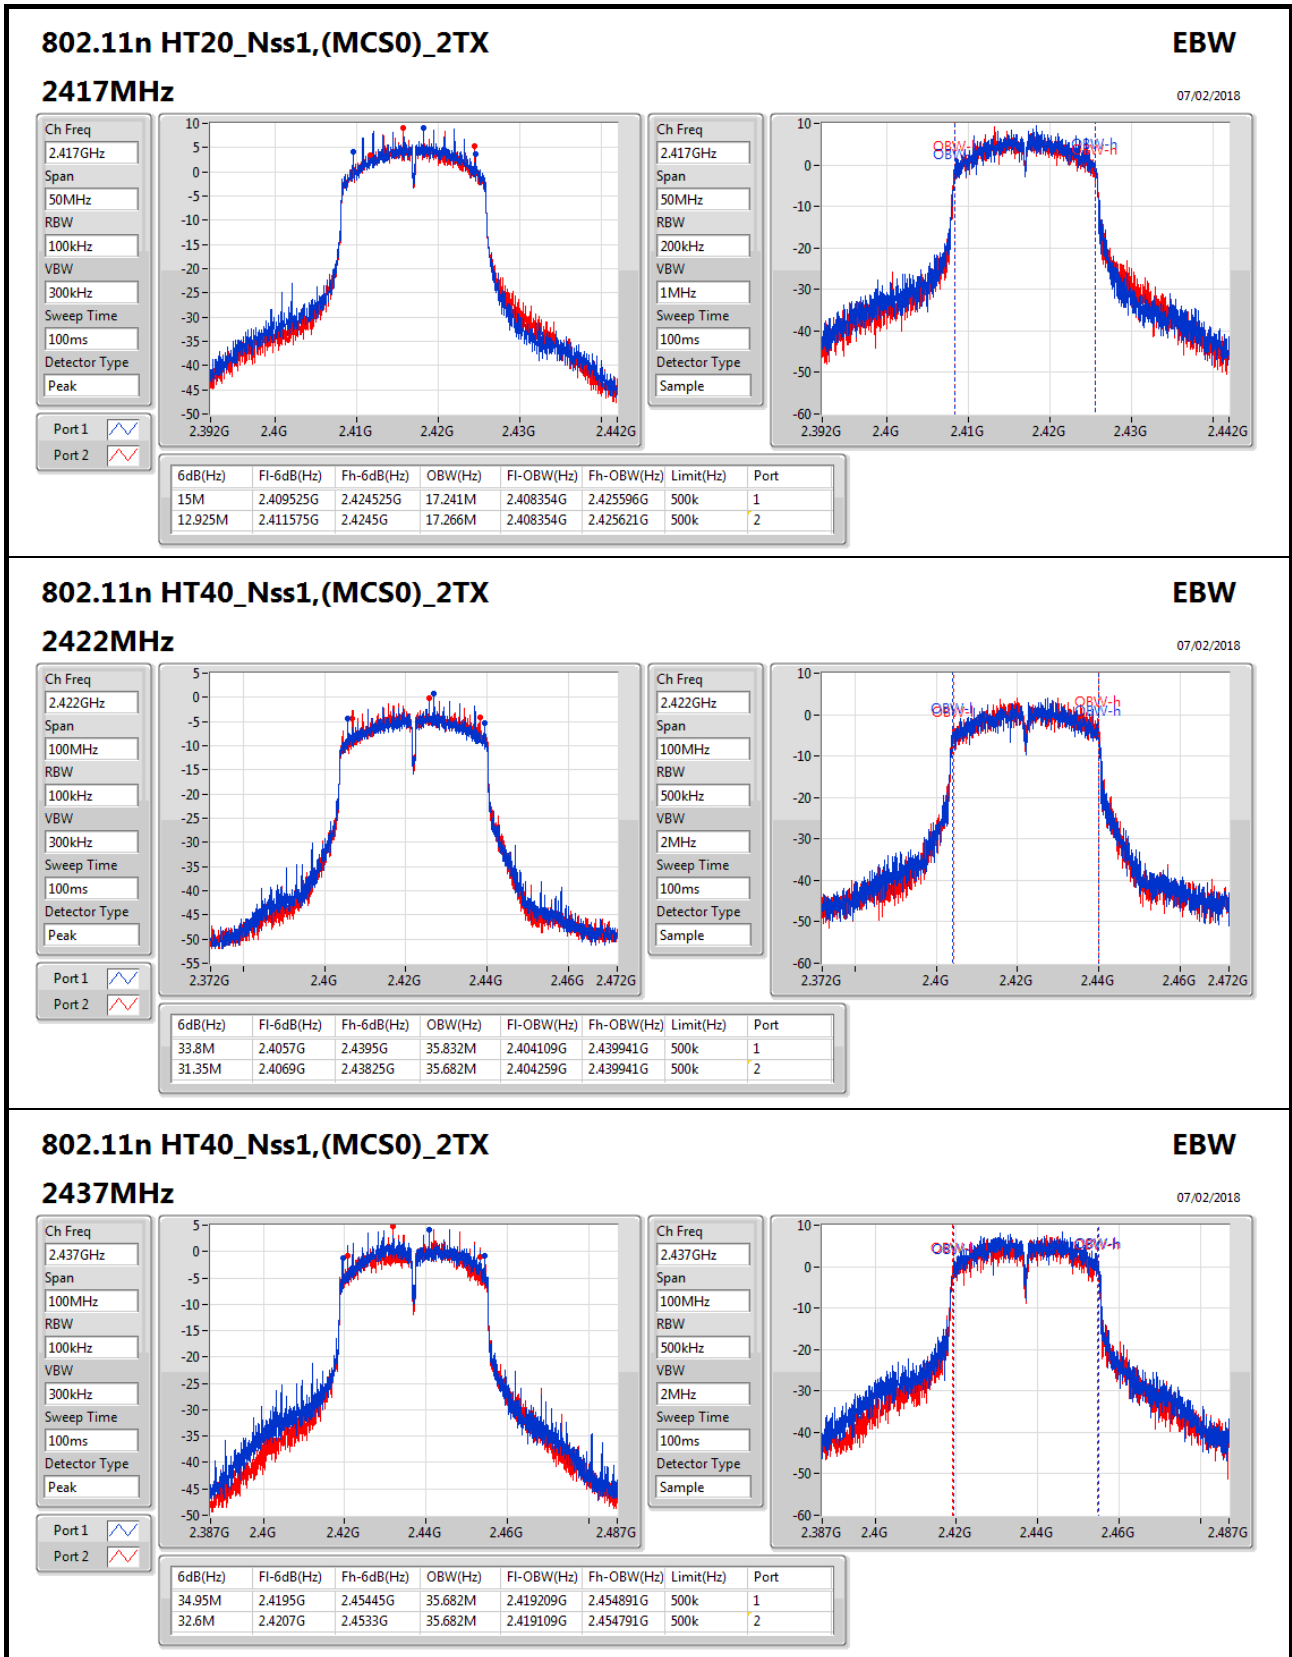 802.11n HT20_Nss1,(MCS0)_2TX EBW
2417MHz 07/02/2018
Ch Freq
2.417GHz
Span
50MHz
RBW
100kHz
VBW
300kHz
Sweep Time
100ms
Detector Type
Peak
Port 1
Port 2
10
5
0
-5
-10
-15
-20
-25
-30
-35
-40
-45
-50
2.392G 2.4G 2.41G 2.42G 2.43G 2.442G
Ch Freq
2.417GHz
Span
50MHz
RBW
200kHz
VBW
1MHz
Sweep Time
100ms
Detector Type
Sample
10
0
-10
-20
-30
-40
-50
-60
OBW-h
2.392G 2.4G 2.41G 2.42G 2.43G 2.442G
6dB(Hz) Fl-6dB(Hz) Fh-6dB(Hz) OBW(Hz) Fl-OBW(Hz) Fh-OBW(Hz) Limit(Hz) Port
15M 2.409525G 2.424525G 17.241M 2.408354G 2.425596G 500k 1
12.925M 2.411575G 2.4245G 17.266M 2.408354G 2.425621G 500k 2
802.11n HT40_Nss1,(MCS0)_2TX EBW
2422MHz 07/02/2018
Ch Freq
2.422GHz
Span
100MHz
RBW
100kHz
VBW
300kHz
Sweep Time
100ms
Detector Type
Peak
Port 1
Port 2
5
0
-5
-10
-15
-20
-25
-30
-35
-40
-45
-50
-55
2.372G 2.4G 2.42G 2.44G 2.46G 2.472G
Ch Freq
2.422GHz
Span
100MHz
RBW
500kHz
VBW
2MHz
Sweep Time
100ms
Detector Type
Sample
10
0
-10
-20
-30
-40
-50
-60
OBW-h
OBW-h
2.372G 2.4G 2.42G 2.44G 2.46G 2.472G
6dB(Hz) Fl-6dB(Hz) Fh-6dB(Hz) OBW(Hz) Fl-OBW(Hz) Fh-OBW(Hz) Limit(Hz) Port
33.8M 2.4057G 2.4395G 35.832M 2.404109G 2.439941G 500k 1
31.35M 2.4069G 2.43825G 35.682M 2.404259G 2.439941G 500k 2
802.11n HT40_Nss1,(MCS0)_2TX EBW
2437MHz 07/02/2018
Ch Freq
2.437GHz
Span
100MHz
RBW
100kHz
VBW
300kHz
Sweep Time
100ms
Detector Type
Peak
Port 1
Port 2
5
0
-5
-10
-15
-20
-25
-30
-35
-40
-45
-50
2.387G 2.4G 2.42G 2.44G 2.46G 2.487G
Ch Freq
2.437GHz
Span
100MHz
RBW
500kHz
VBW
2MHz
Sweep Time
100ms
Detector Type
Sample
10
0
-10
-20
-30
-40
-50
-60
OBW-h
2.387G 2.4G 2.42G 2.44G 2.46G 2.487G
6dB(Hz) Fl-6dB(Hz) Fh-6dB(Hz) OBW(Hz) Fl-OBW(Hz) Fh-OBW(Hz) Limit(Hz) Port
34.95M 2.4195G 2.45445G 35.682M 2.419209G 2.454891G 500k 1
32.6M 2.4207G 2.4533G 35.682M 2.419109G 2.454791G 500k 2